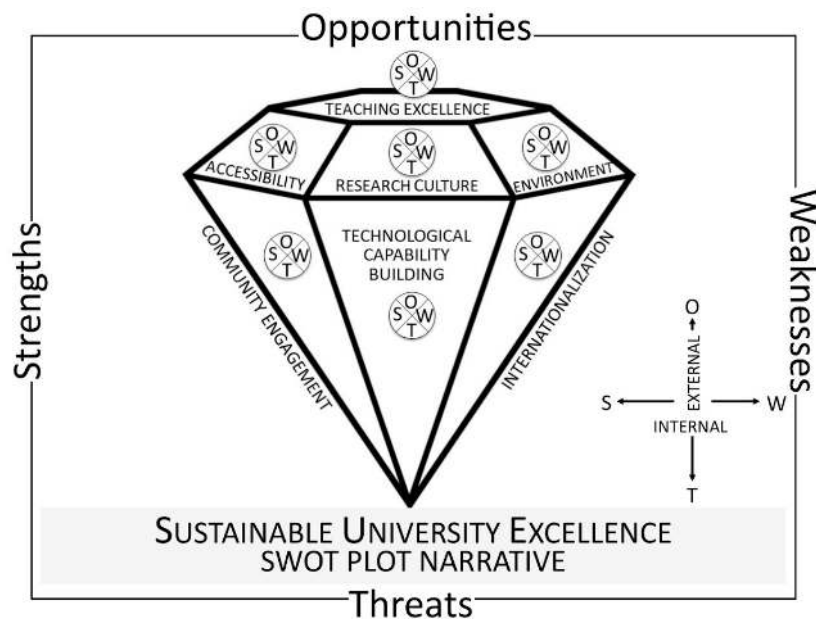 Opportunities
O
S W
T
TEACHING EXCELLENCE
O
S W
T
ACCESSIBILITY
O
S W
T
RESEARCH CULTURE
O
S W
T
ENVIRONMENT
O
S W
T
COMMUNITY ENGAGEMENT
TECHNOLOGICAL
CAPABILITY
BUILDING
O
S W
T
O
S W
T
INTERNATIONALIZATION
Strengths
Weaknesses
O
EXTERNAL
S W
INTERNAL
T
SUSTAINABLE UNIVERSITY EXCELLENCE
SWOT PLOT NARRATIVE
Threats